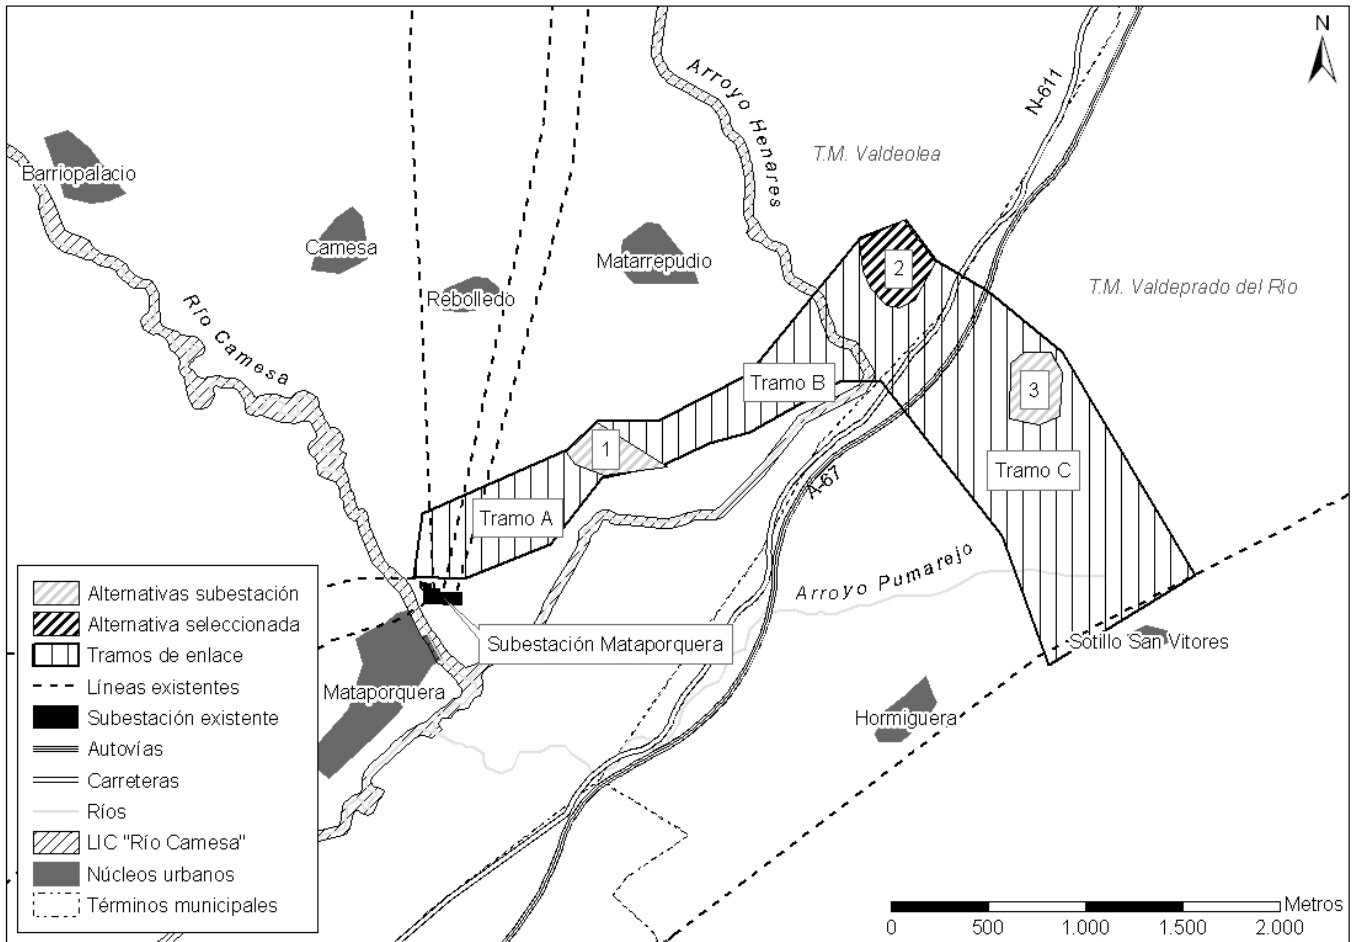 N
N-611
Arroyo Henares
T.M. Valdeolea
Barriopalacio
Camesa
Matarrepudio
2
Rebolledo
T.M. Valdeprado del Río
Río Camesa
Tramo B
3
1
Tramo C
A-67
Tramo A
Arroyo Pumarejo
Alternativas subestación
Alternativa seleccionada
Subestación Mataporquera
Sotillo San Vitores
Tramos de enlace
Líneas existentes
Mataporquera
Subestación existente
Hormiguera
Autovías
Carreteras
Ríos
LIC "Río Camesa"
Núcleos urbanos
Términos municipales
Metros
0 500 1.000 1.500 2.000